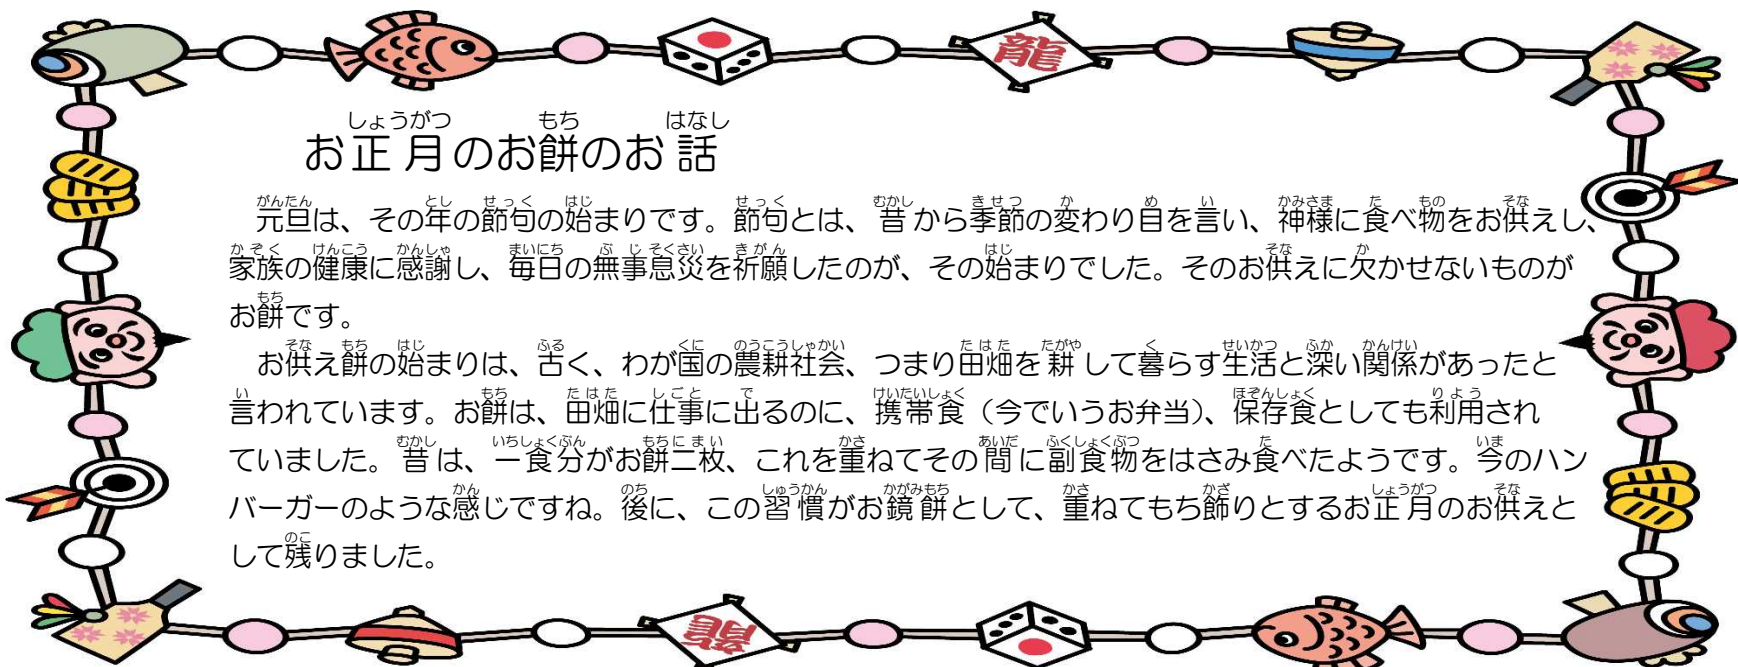 お正月のお餅のお話
元旦は、その年の節句の始まりです。節句とは、昔から季節の変わり目を言い、神様に食べ物をお供えし、
家族の健康に感謝し、毎日の無事息災を祈願したのが、その始まりでした。そのお供えに欠かせないものが
お餅です。
お供え餅の始まりは、古く、わが国の農耕社会、つまり田畑を耕して暮らす生活と深い関係があったと
言われています。お餅は、田畑に仕事に出るのに、携帯食（今でいうお弁当）、保存食としても利用され
ていました。昔は、一食分がお餅二枚、これを重ねてその間に副食物をはさみ食べたようです。今のハン
バーガーのような感じですね。後に、この習慣がお鏡餅として、重ねてもち飾りとするお正月のお供えと
して残りました。
龍
龍